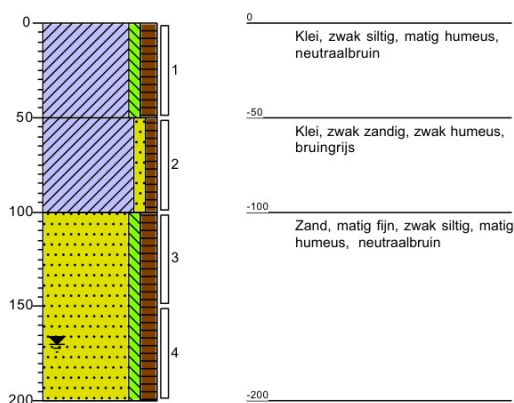 0
50
100
150
200
1
2
3
4
0
Klei, zwak siltig, matig humeus,
neutraalbruin
-50
Klei, zwak zandig, zwak humeus,
bruingrijs
-100
Zand, matig fijn, zwak siltig, matig
humeus, neutraalbruin
-200